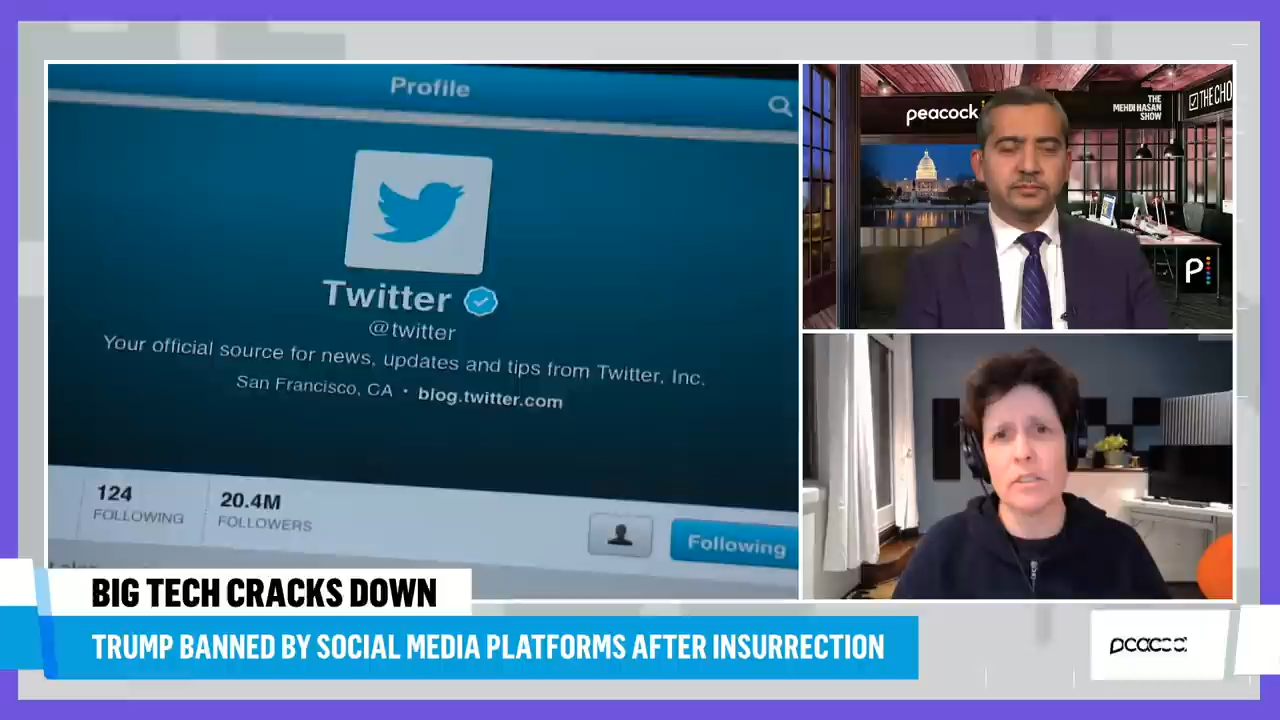 Profile
Twitter
@twitter
Your official source for news, updates and tips from Twitter, Inc.
San Francisco, CA · blog.twitter.com
124
FOLLOWING
20.4M
FOLLOWERS
Following
peacock
THE
MEHDI HASAN
SHOW
THE CHO
P
BIG TECH CRACKS DOWN
TRUMP BANNED BY SOCIAL MEDIA PLATFORMS AFTER INSURRECTION